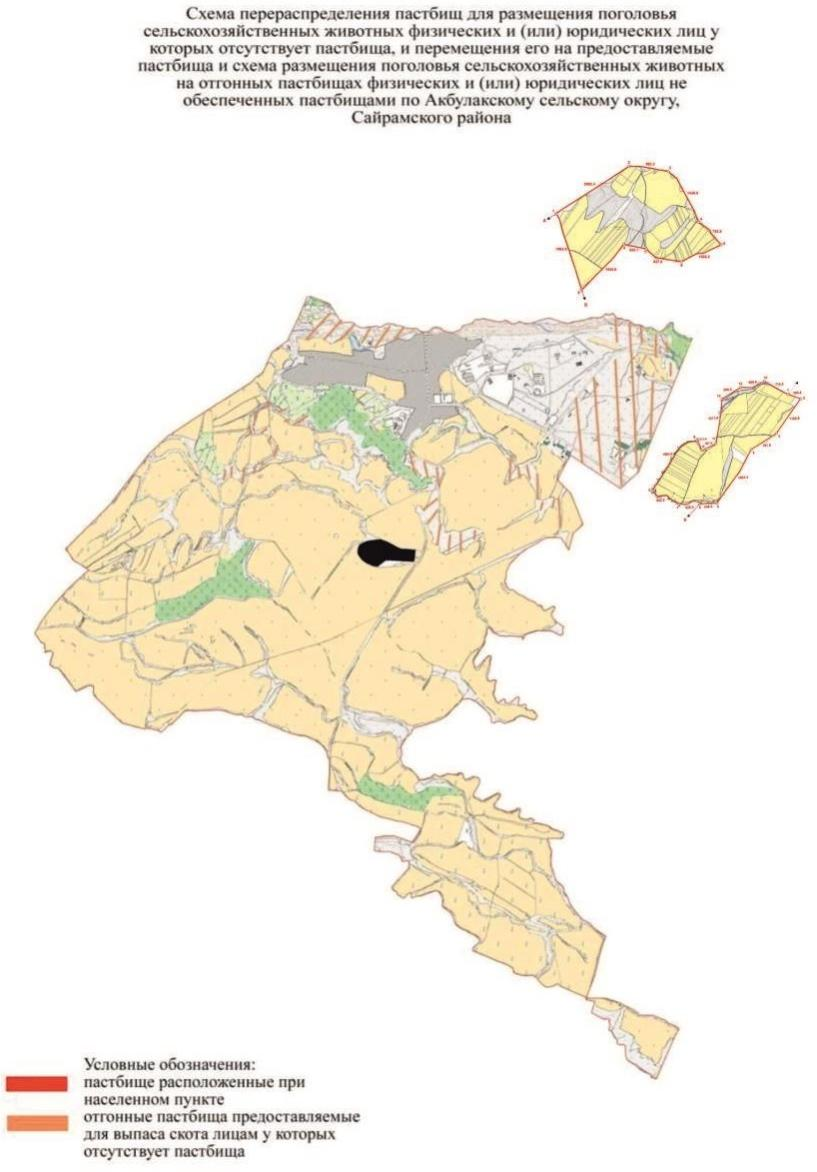 Схема перераспределения пастбищ для размещения поголовья
сельскохозяйственных животных физических и (или) юридических лиц у
которых отсутствует пастбища, и перемещения его на предоставляемые
пастбища и схема размещения поголовья сельскохозяйственных животных
на отгонных пастбищах физических и (или) юридических лиц не
обеспеченных пастбищами по Акбулакскому сельскому округу,
Сайрамского района
Условные обозначения:
пастбище расположенные при
населенном пункте
отгонные пастбища предоставляемые
для выпаса скота лицам у которых
отсутствует пастбища